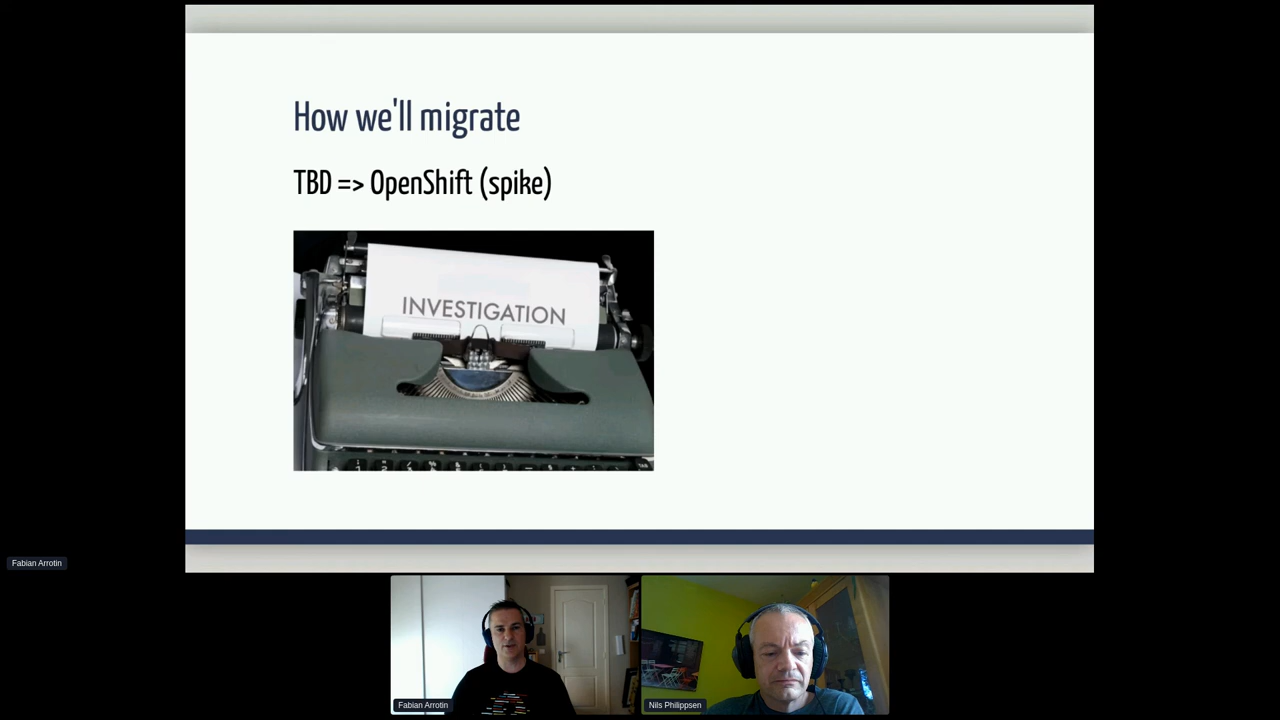 How we'll migrate
TBD => OpenShift (spike)
INVESTIGATION
Fabian Arrotin
Fabian Arrotin
Nils Philippsen